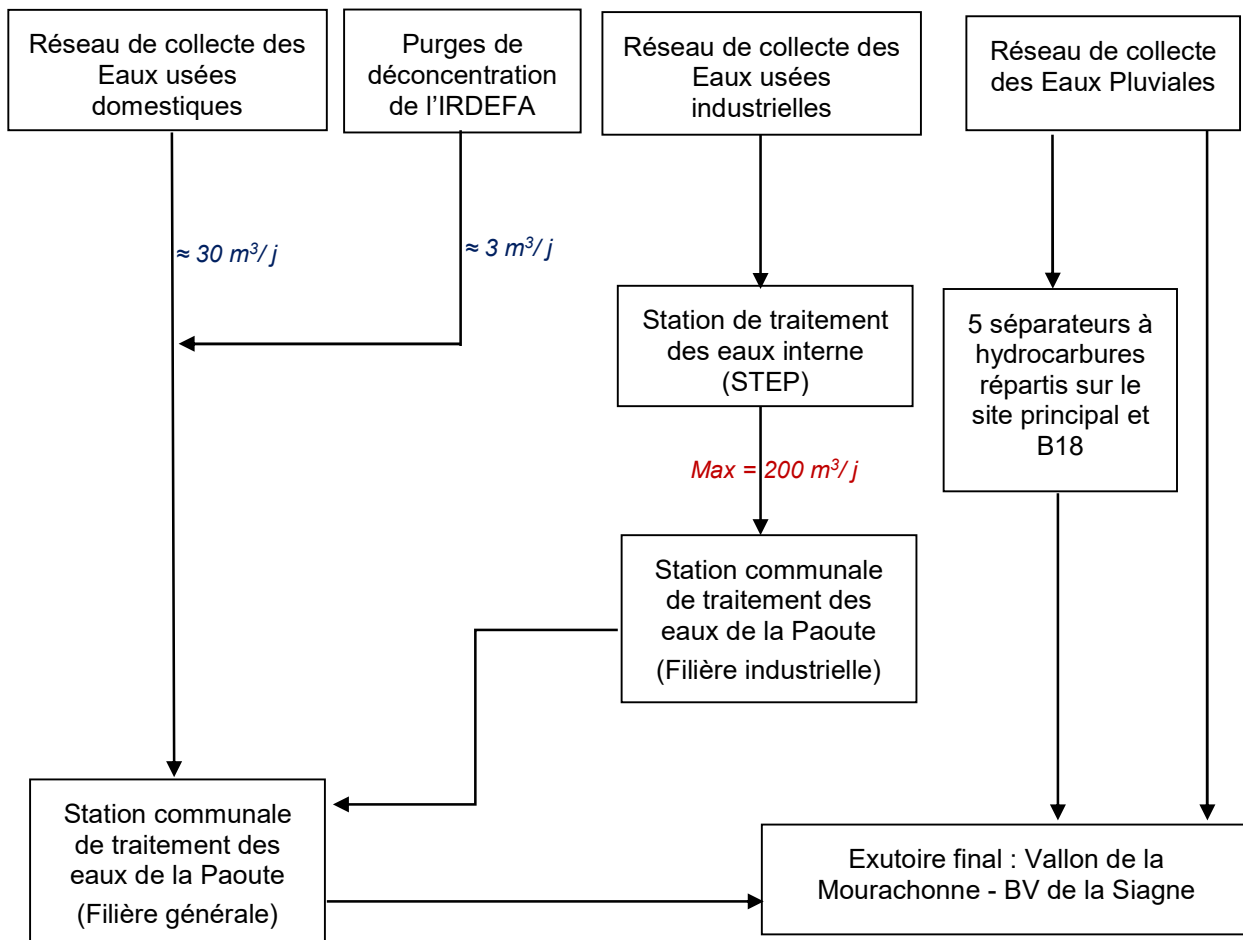 Réseau de collecte des
Eaux usées
domestiques
Purges de
déconcentration
de l'IRDEFA
Réseau de collecte des
Eaux usées
industrielles
Réseau de collecte
des Eaux Pluviales
≈ 30 m³/ j
≈ 3 m³/ j
Station de traitement
des eaux interne
(STEP)
5 séparateurs à
hydrocarbures
répartis sur le
site principal et
B18
Max = 200 m³/ j
Station communale
de traitement des
eaux de la Paoute
(Filière industrielle)
Station communale
de traitement des
eaux de la Paoute
(Filière générale)
Exutoire final : Vallon de la
Mourachonne - BV de la Siagne